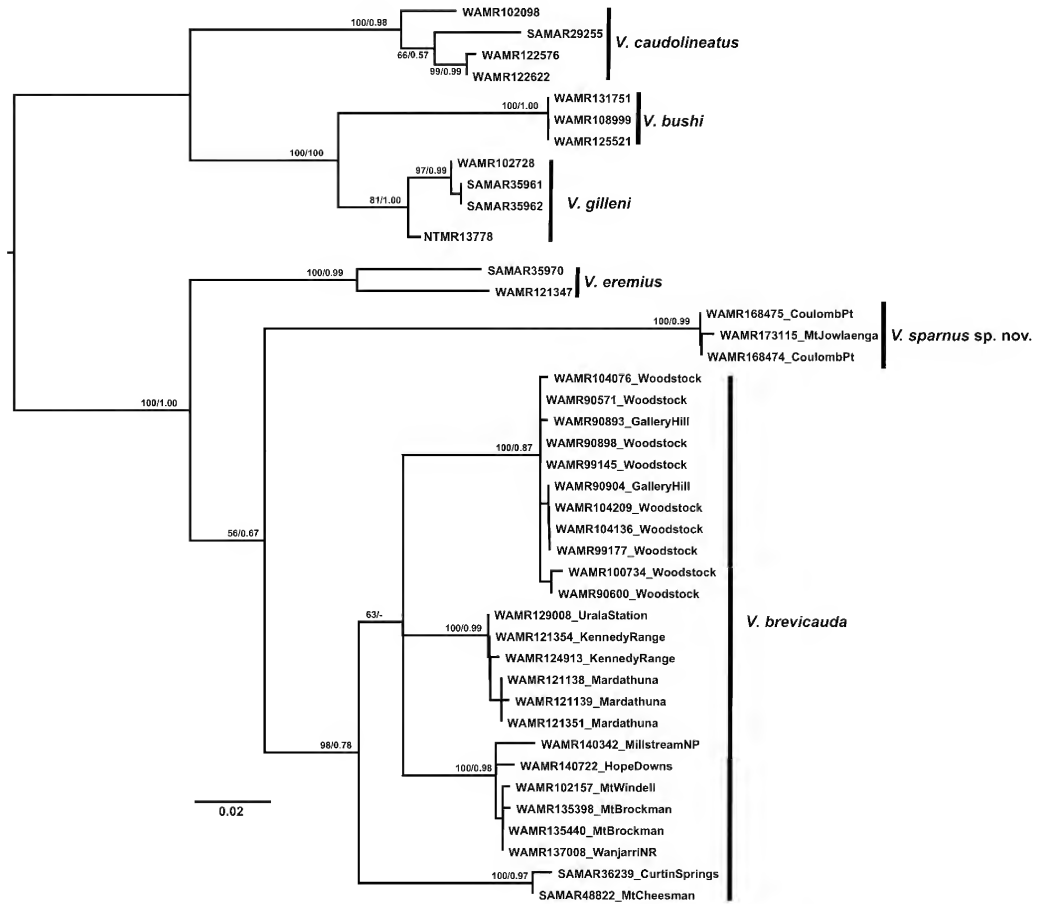 WAMR102098
100/0.98
SAMAR29255
V. caudolineatus
66/0.57
WAMR122576
99/0.99
WAMR122622
WAMR131751
100/1.00
WAMR108999
V. bushi
WAMR125521
100/100
WAMR102728
97/0.99
SAMAR35961
81/1.00
SAMAR35962
V. gilleni
NTMR13778
SAMAR35970
100/0.99
V. eremius
WAMR121347
WAMR168475_CoulombPt
100/0.99
WAMR173115_MtJowlaenga
V. sparnus sp. nov.
WAMR168474_CoulombPt
WAMR104076_Woodstock
100/1.00
WAMR90571_Woodstock
WAMR90893_GalleryHill
WAMR90898_Woodstock
100/0.87
WAMR99145_Woodstock
WAMR90904_GalleryHill
WAMR104209_Woodstock
WAMR104136_Woodstock
56/0.67
WAMR99177_Woodstock
WAMR100734_Woodstock
WAMR90600_Woodstock
63/-
WAMR129008_UralaStation
V. brevicauda
100/0.99
WAMR121354_KennedyRange
WAMR124913_KennedyRange
WAMR121138_Mardathuna
WAMR121139_Mardathuna
WAMR121351_Mardathuna
98/0.78
WAMR140342_MillstreamNP
100/0.98
WAMR140722_HopeDowns
WAMR102157_MtWindell
WAMR135398_MtBrockman
0.02
WAMR135440_MtBrockman
WAMR137008_WanjarriNR
100/0.97
SAMAR36239_CurtinSprings
SAMAR48822_MtCheesman